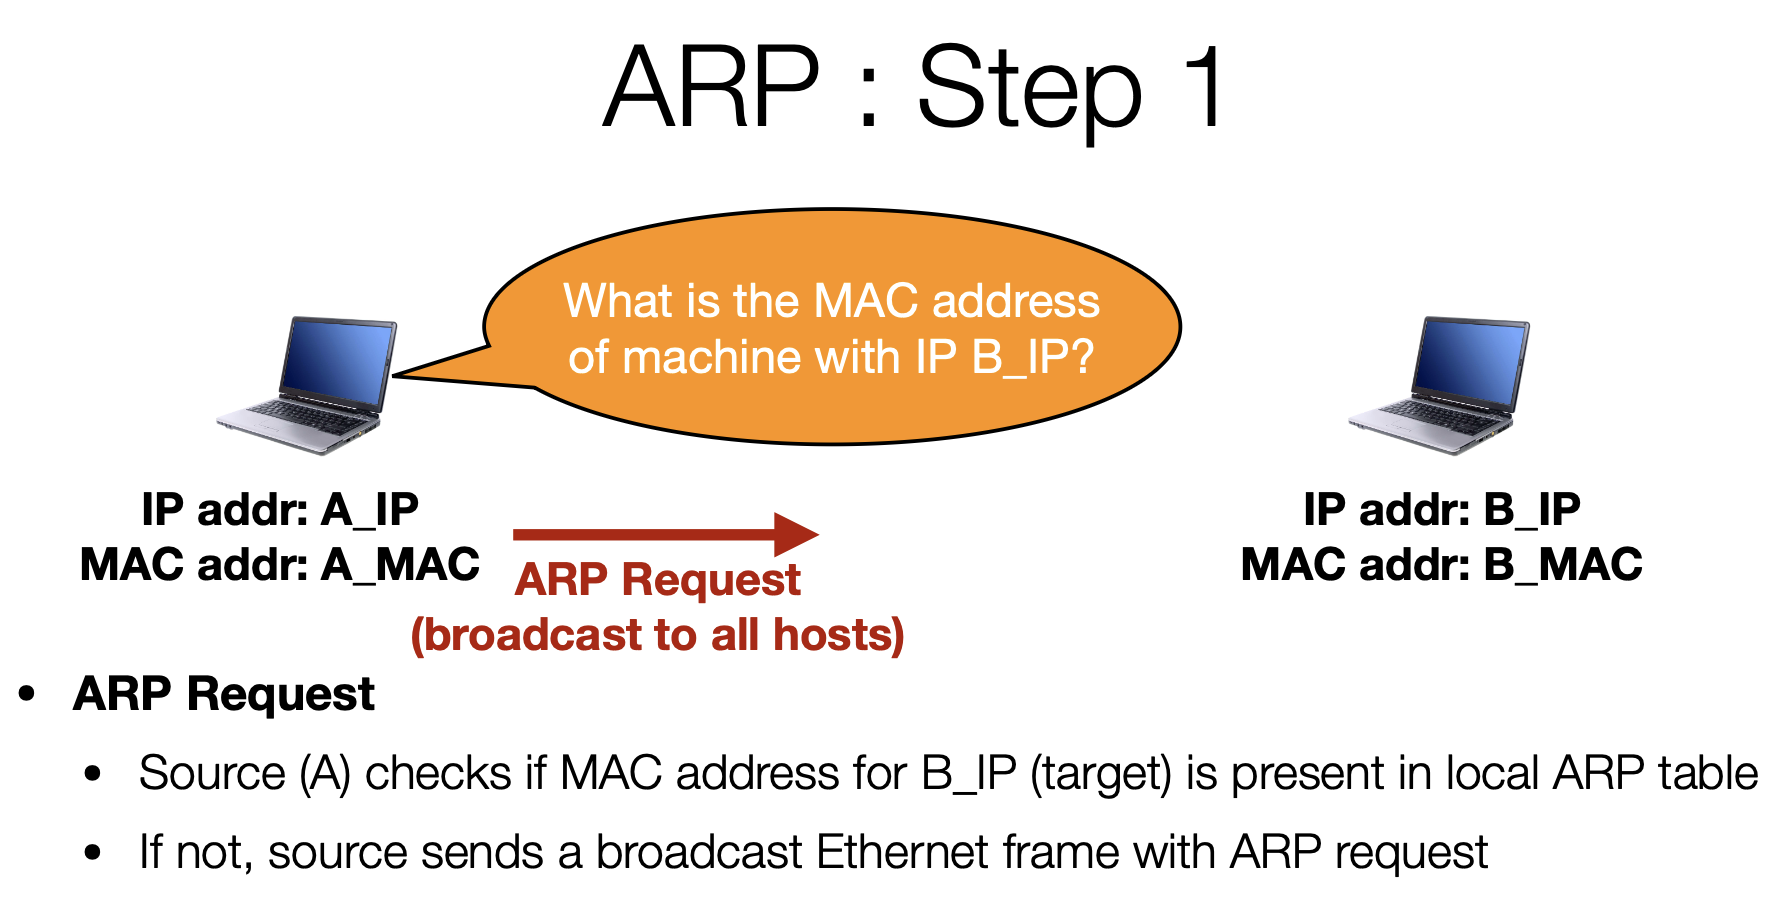 ARP : Step 1
What is the MAC address
of machine with IP B_IP?
IP addr: A_IP
MAC addr: A_MAC
IP addr: B_IP
MAC addr: B_MAC
ARP Request
(broadcast to all hosts)
• ARP Request
• Source (A) checks if MAC address for B_IP (target) is present in local ARP table
• If not, source sends a broadcast Ethernet frame with ARP request